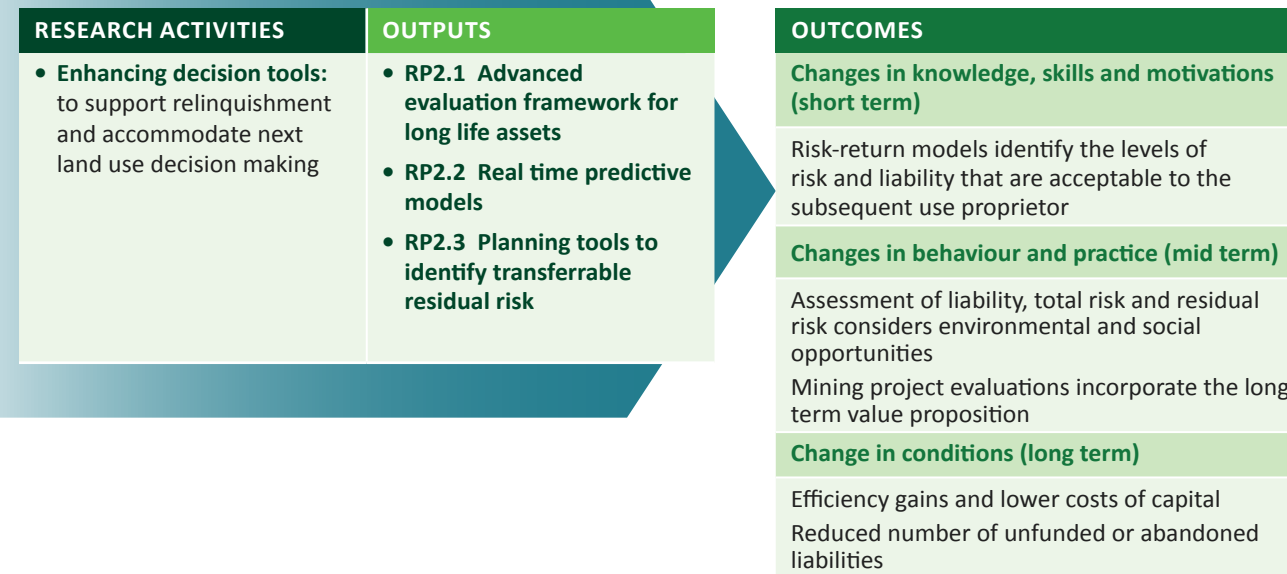 RESEARCH ACTIVITIES
• Enhancing decision tools:
to support relinquishment
and accommodate next
land use decision making
OUTPUTS
• RP2.1 Advanced
evaluation framework for
long life assets
• RP2.2 Real time predictive
models
• RP2.3 Planning tools to
identify transferrable
residual risk
OUTCOMES
Changes in knowledge, skills and motivations
(short term)
Risk-return models identify the levels of
risk and liability that are acceptable to the
subsequent use proprietor
Changes in behaviour and practice (mid term)
Assessment of liability, total risk and residual
risk considers environmental and social
opportunities
Mining project evaluations incorporate the long
term value proposition
Change in conditions (long term)
Efficiency gains and lower costs of capital
Reduced number of unfunded or abandoned
liabilities